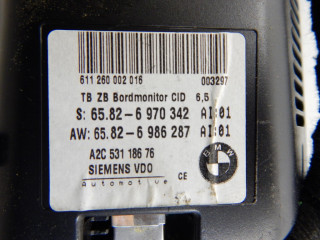 611 260 002 016 003297
TB ZB Bordmonitor CID 6,5
S: 65.82- 6 970 342 AI:01
AW: 65.82- 6 986 287 AI:01
A2C 531 186 76
SIEMENS VDO
Automotive CE
BMW